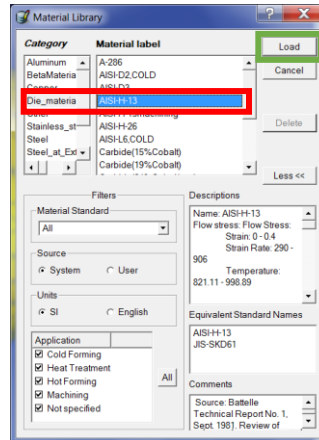 Material Library
? X
Category Material label
Load
Cancel
Delete
Less <<
Aluminum
BetaMateria
Die_materia
Stainless_st
Steel
Steel_at_Ext
A-286
AISI-D2,COLD
AISI-D3
AISI-H-13
AISI-H-26
AISI-L6,COLD
Carbide(15%Cobalt)
Carbide(19%Cobalt)
Filters
Material Standard
All
Source
System User
Units
SI English
Application
Cold Forming
Heat Treatment
Hot Forming
Machining
Not specified
All
Descriptions
Name: AISI-H-13
Flow stress: Flow Stress:
Strain: 0 - 0.4
Strain Rate: 290 -
906
Temperature:
821.11 - 998.89
Equivalent Standard Names
AISI-H-13
JIS-SKD61
Comments
Source: Battelle
Technical Report No. 1,
Sept. 1981. Review of